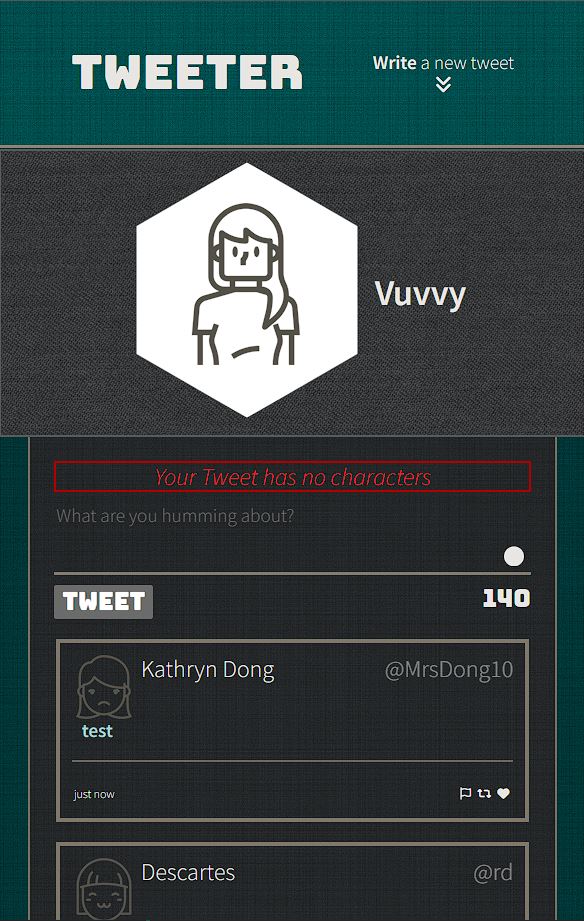 TWEETER
Write a new tweet
Vuvvy
Your Tweet has no characters
What are you humming about?
TWEET
140
Kathryn Dong
@MrsDong10
test
just now
Descartes
@rd